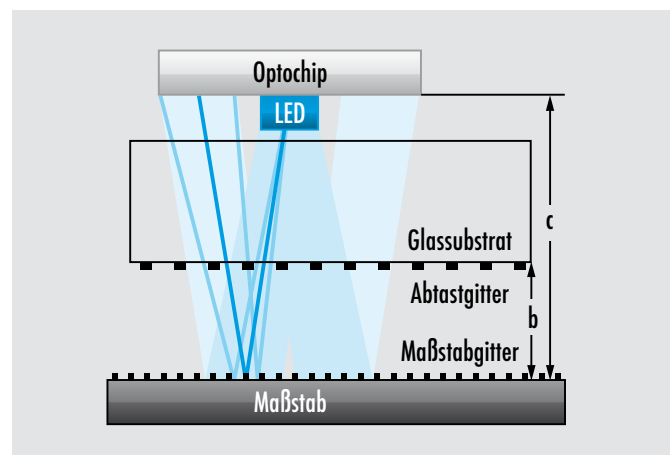 Optochip
LED
c
Glassubstrat
Abtastgitter
b
Maßstabgitter
Maßstab